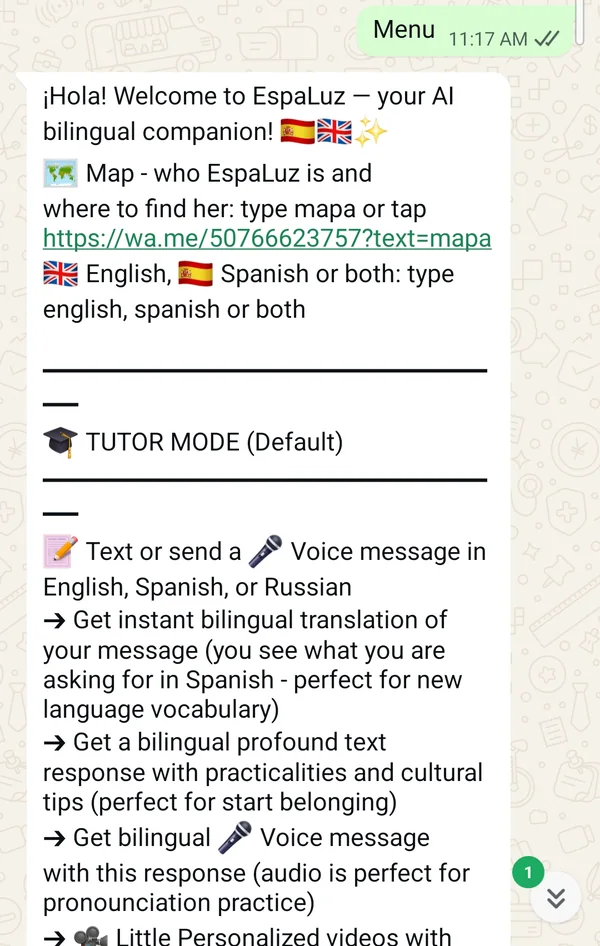 Menu 11:17 AM
¡Hola! Welcome to EspaLuz — your AI
bilingual companion! 🇪🇸🇬🇧✨
🗺️ Map - who EspaLuz is and
where to find her: type mapa or tap
https://wa.me/50766623757?text=mapa
🇬🇧 English, 🇪🇸 Spanish or both: type
english, spanish or both
🎓 TUTOR MODE (Default)
📝 Text or send a 🎤 Voice message in
English, Spanish, or Russian
➔ Get instant bilingual translation of
your message (you see what you are
asking for in Spanish - perfect for new
language vocabulary)
➔ Get a bilingual profound text
response with practicalities and cultural
tips (perfect for start belonging)
➔ Get bilingual 🎤 Voice message
with this response (audio is perfect for
pronounciation practice)
➔ 🎥 Little Personalized videos with
1